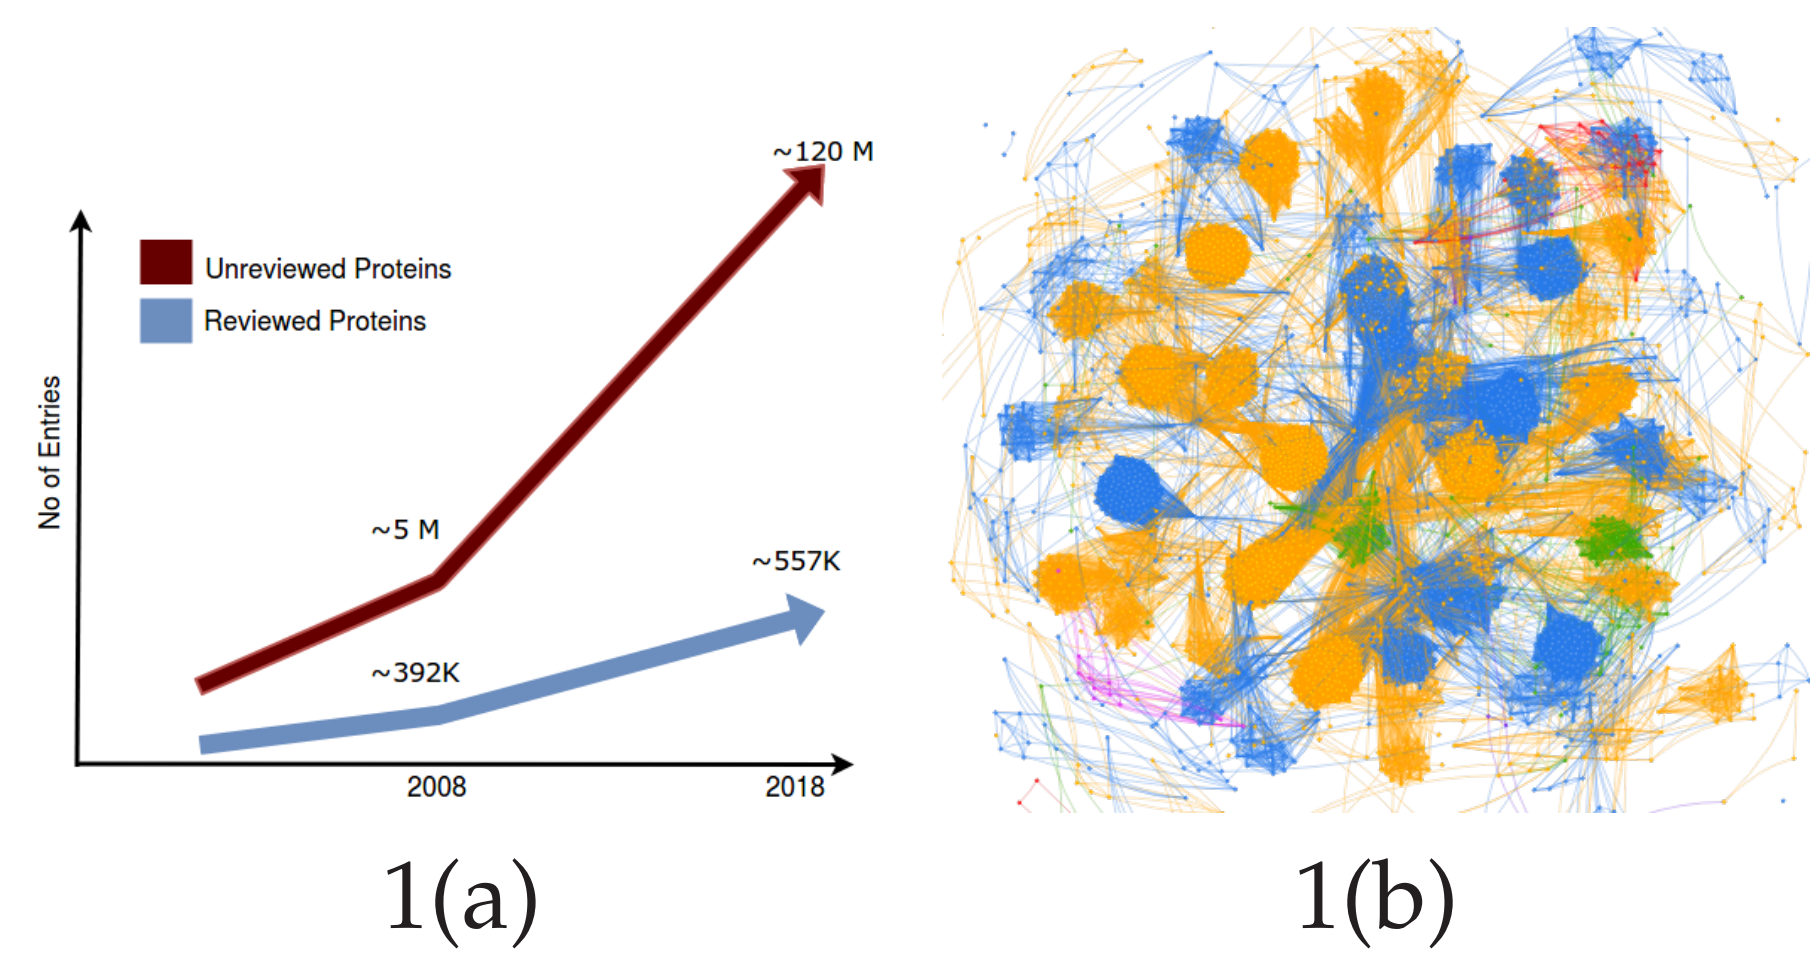 ~120 M
Unreviewed Proteins
Reviewed Proteins
No of Entries
~5 M
~557K
~392K
2008
2018
1(a)
1(b)